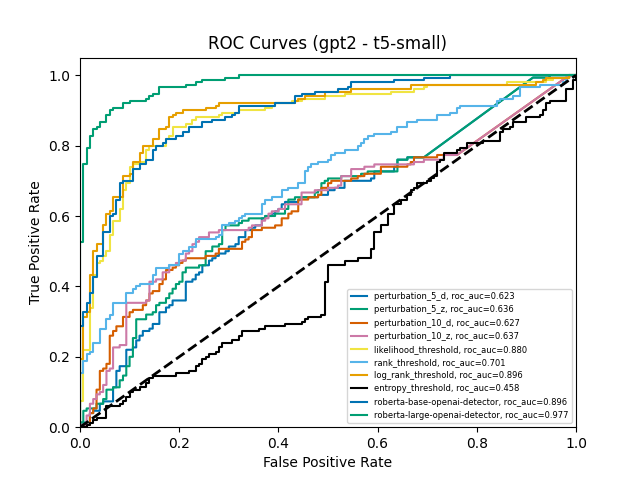 ROC Curves (gpt2 - t5-small)
1.0
0.8
0.6
0.4
0.2
0.0
True Positive Rate
perturbation_5_d, roc_auc=0.623
perturbation_5_z, roc_auc=0.636
perturbation_10_d, roc_auc=0.627
perturbation_10_z, roc_auc=0.637
likelihood_threshold, roc_auc=0.880
rank_threshold, roc_auc=0.701
log_rank_threshold, roc_auc=0.896
entropy_threshold, roc_auc=0.458
roberta-base-openai-detector, roc_auc=0.896
roberta-large-openai-detector, roc_auc=0.977
0.0 0.2 0.4 0.6 0.8 1.0
False Positive Rate